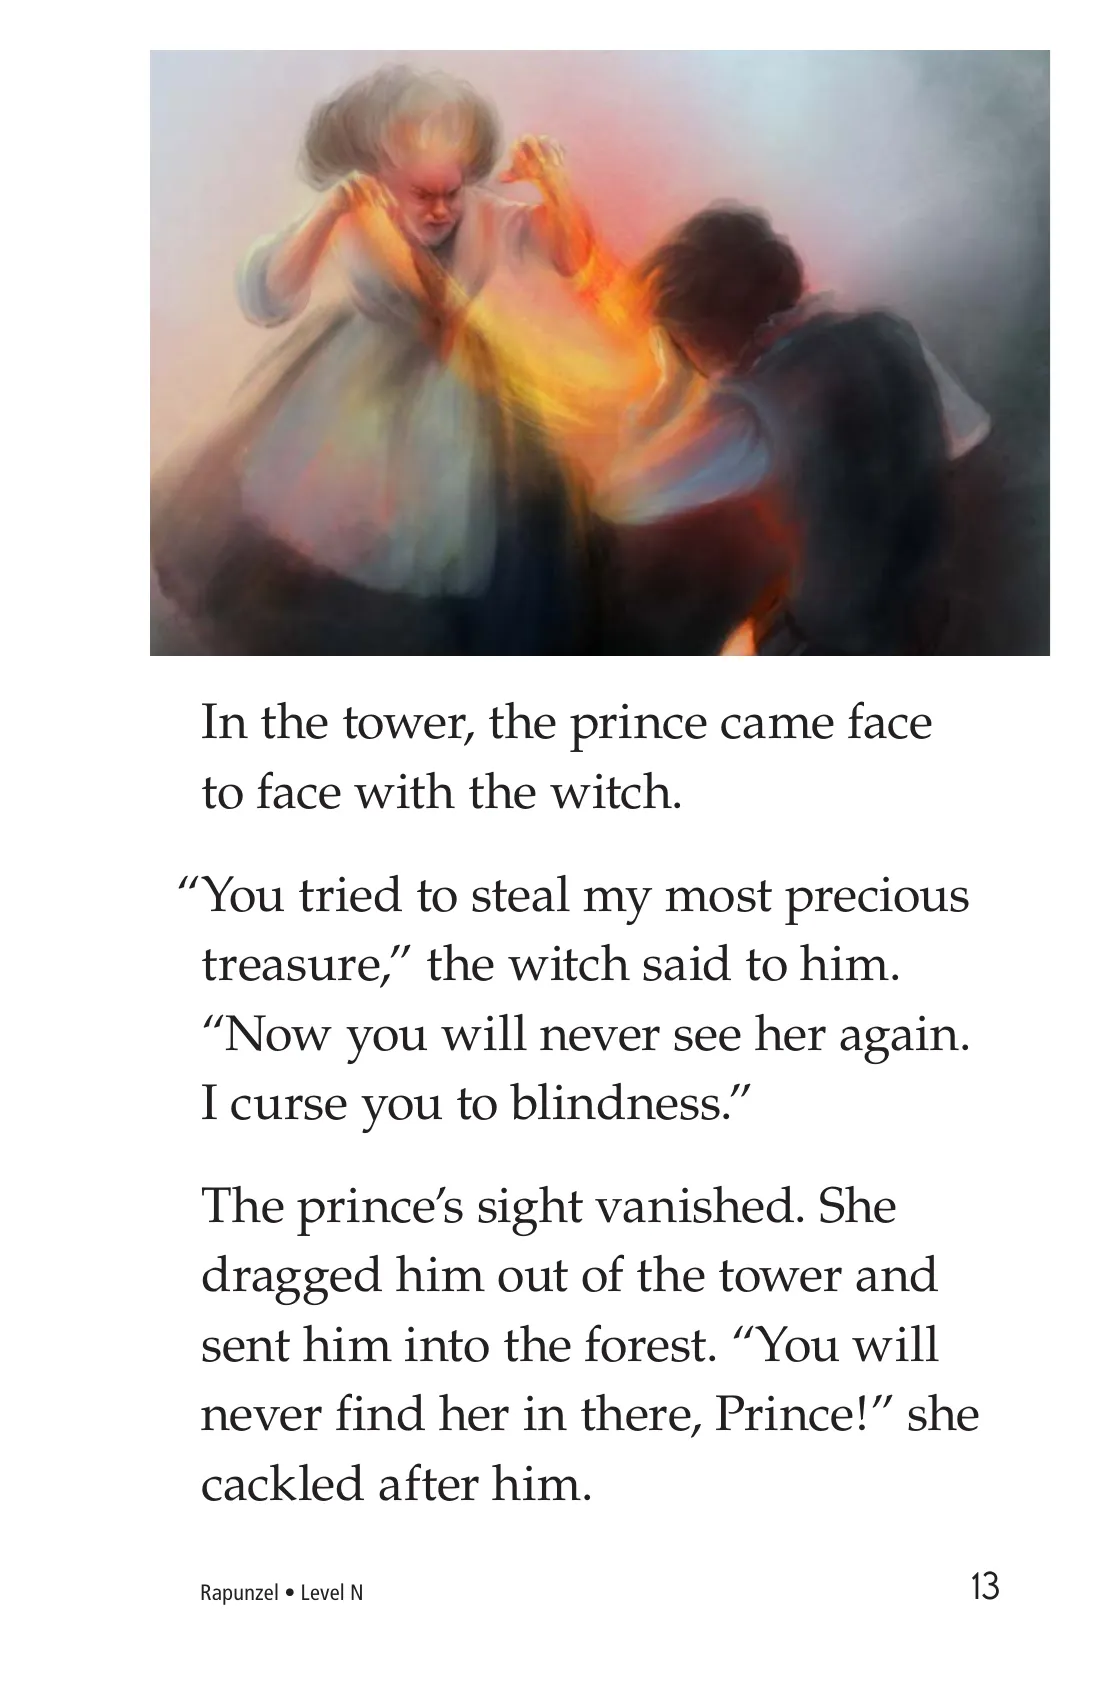 In the tower, the prince came face
to face with the witch.
“You tried to steal my most precious
treasure,” the witch said to him.
“Now you will never see her again.
I curse you to blindness.”
The prince’s sight vanished. She
dragged him out of the tower and
sent him into the forest. “You will
never find her in there, Prince!” she
cackled after him.
Rapunzel • Level N
13